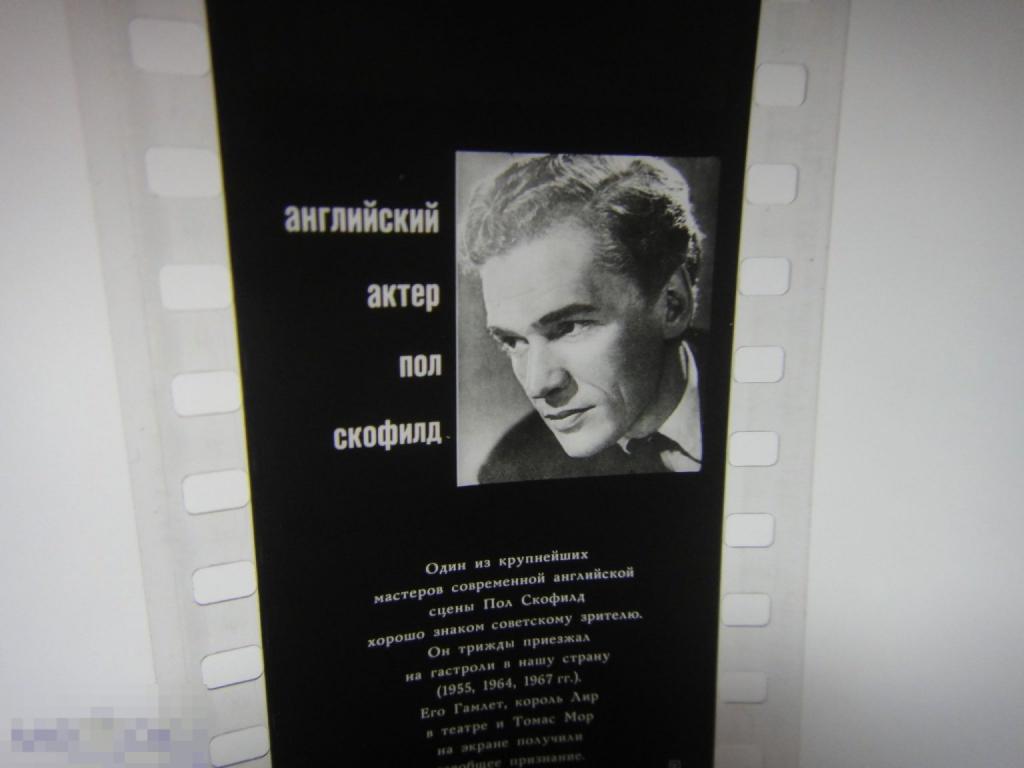 английский
актер
пол
скофилд
Один из крупнейших
мастеров современной английской
сцены Пол Скофилд
хорошо знаком советскому зрителю.
Он трижды приезжал
на гастроли в нашу страну
(1955, 1964, 1967 гг.).
Его Гамлет, король Лир
в театре и Томас Мор
на экране получили
признание.